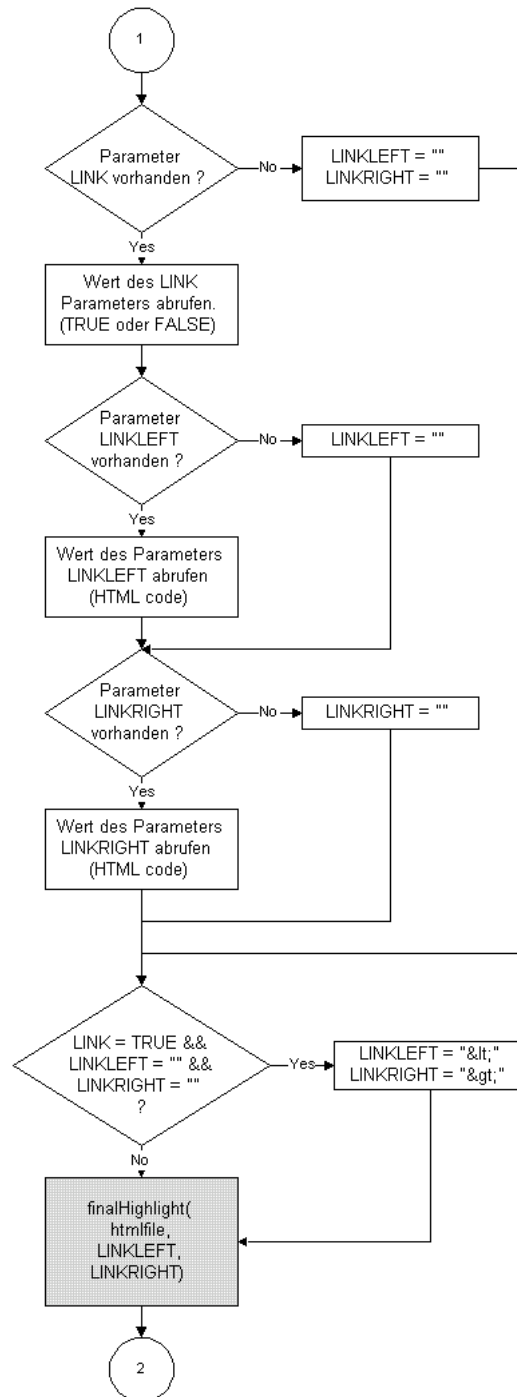 1
Parameter
LINK vorhanden ?
No
LINKLEFT = ""
LINKRIGHT = ""
Yes
Wert des LINK
Parameters abrufen.
(TRUE oder FALSE)
Parameter
LINKLEFT
vorhanden ?
No
LINKLEFT = ""
Yes
Wert des Parameters
LINKLEFT abrufen
(HTML code)
Parameter
LINKRIGHT
vorhanden ?
No
LINKRIGHT = ""
Yes
Wert des Parameters
LINKRIGHT abrufen
(HTML code)
LINK = TRUE &&
LINKLEFT = "" &&
LINKRIGHT = ""
?
Yes
LINKLEFT = "&lt;"
LINKRIGHT = "&gt;"
No
finalHighlight(
htmlfile,
LINKLEFT,
LINKRIGHT)
2